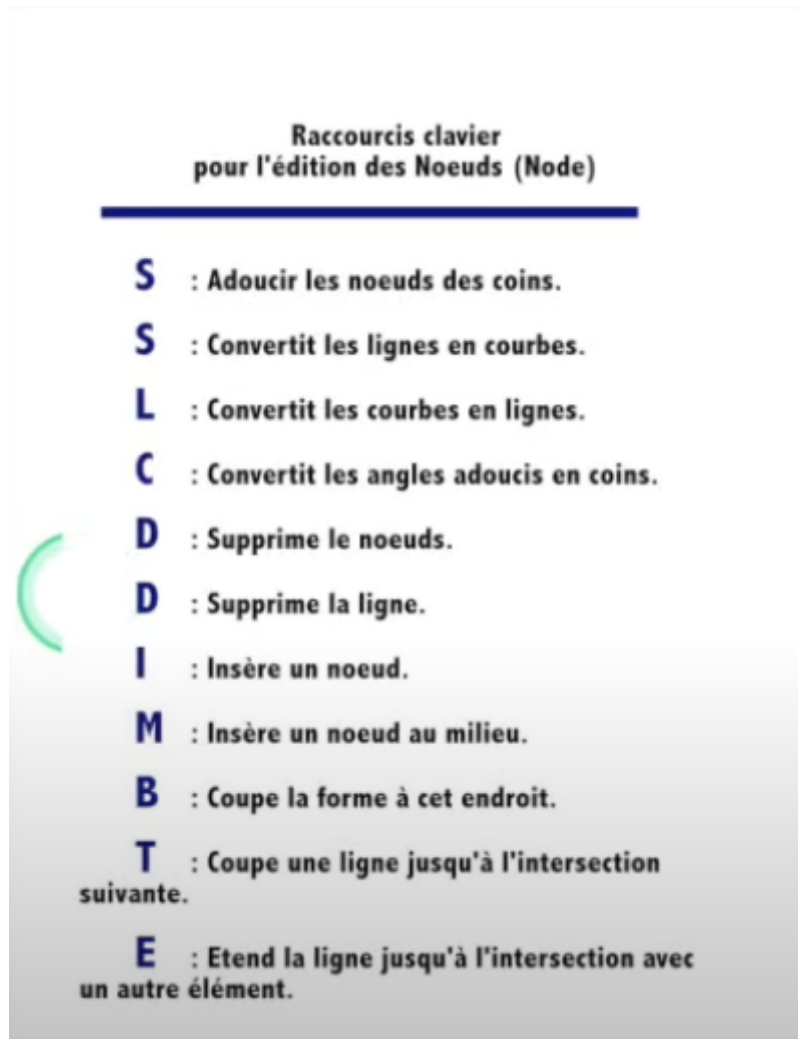 Raccourcis clavier
pour l'édition des Noeuds (Node)
S : Adoucir les noeuds des coins.
S : Convertit les lignes en courbes.
L : Convertit les courbes en lignes.
C : Convertit les angles adoucis en coins.
D : Supprime le noeuds.
D : Supprime la ligne.
I : Insère un noeud.
M : Insère un noeud au milieu.
B : Coupe la forme à cet endroit.
T : Coupe une ligne jusqu'à l'intersection
suivante.
E : Etend la ligne jusqu'à l'intersection avec
un autre élément.